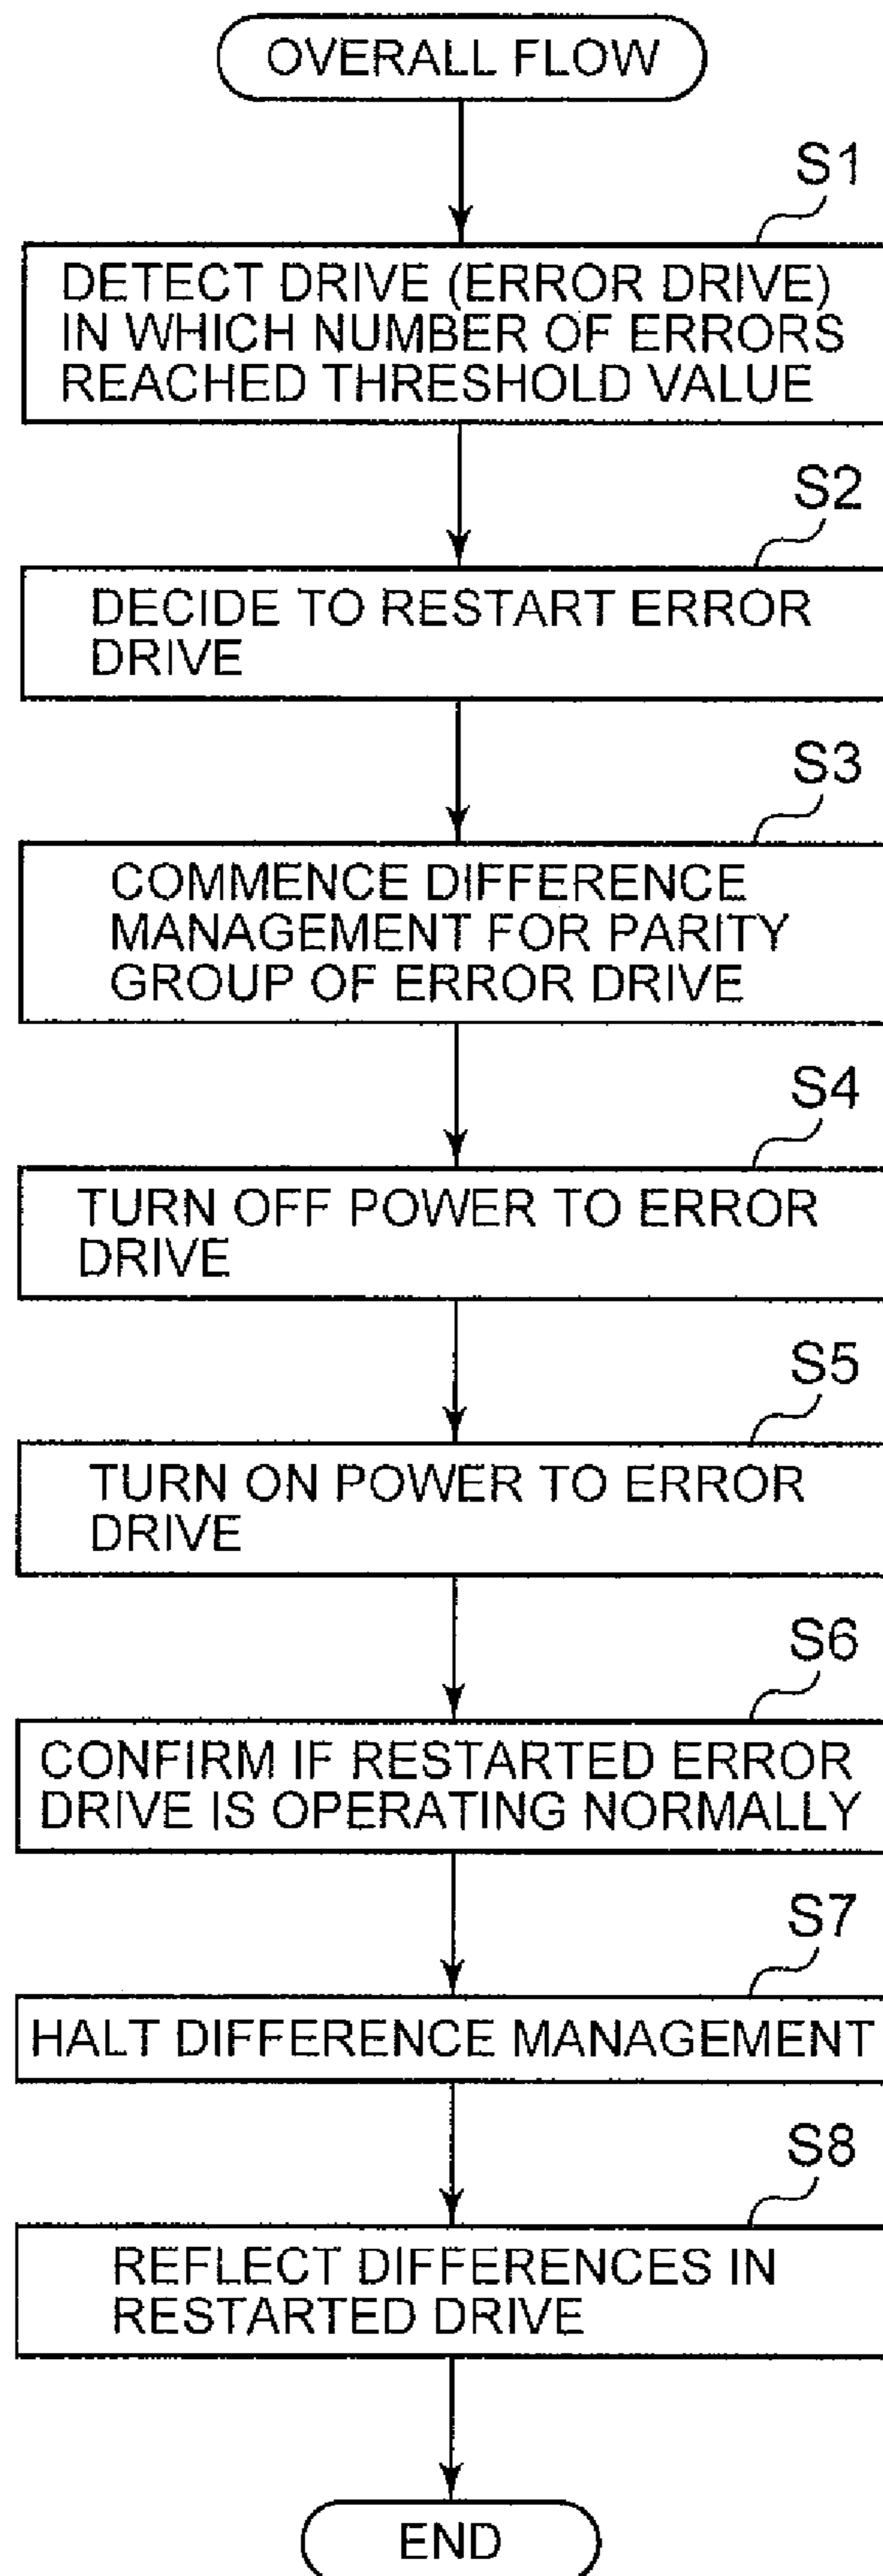 OVERALL FLOW
S1
DETECT DRIVE (ERROR DRIVE)
IN WHICH NUMBER OF ERRORS
REACHED THRESHOLD VALUE
S2
DECIDE TO RESTART ERROR
DRIVE
S3
COMMENCE DIFFERENCE
MANAGEMENT FOR PARITY
GROUP OF ERROR DRIVE
S4
TURN OFF POWER TO ERROR
DRIVE
S5
TURN ON POWER TO ERROR
DRIVE
S6
CONFIRM IF RESTARTED ERROR
DRIVE IS OPERATING NORMALLY
S7
HALT DIFFERENCE MANAGEMENT
S8
REFLECT DIFFERENCES IN
RESTARTED DRIVE
END